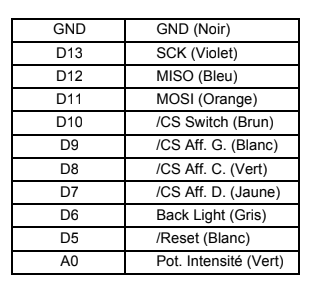 GND GND (Noir)
D13 SCK (Violet)
D12 MISO (Bleu)
D11 MOSI (Orange)
D10 /CS Switch (Brun)
D9 /CS Aff. G. (Blanc)
D8 /CS Aff. C. (Vert)
D7 /CS Aff. D. (Jaune)
D6 Back Light (Gris)
D5 /Reset (Blanc)
A0 Pot. Intensité (Vert)